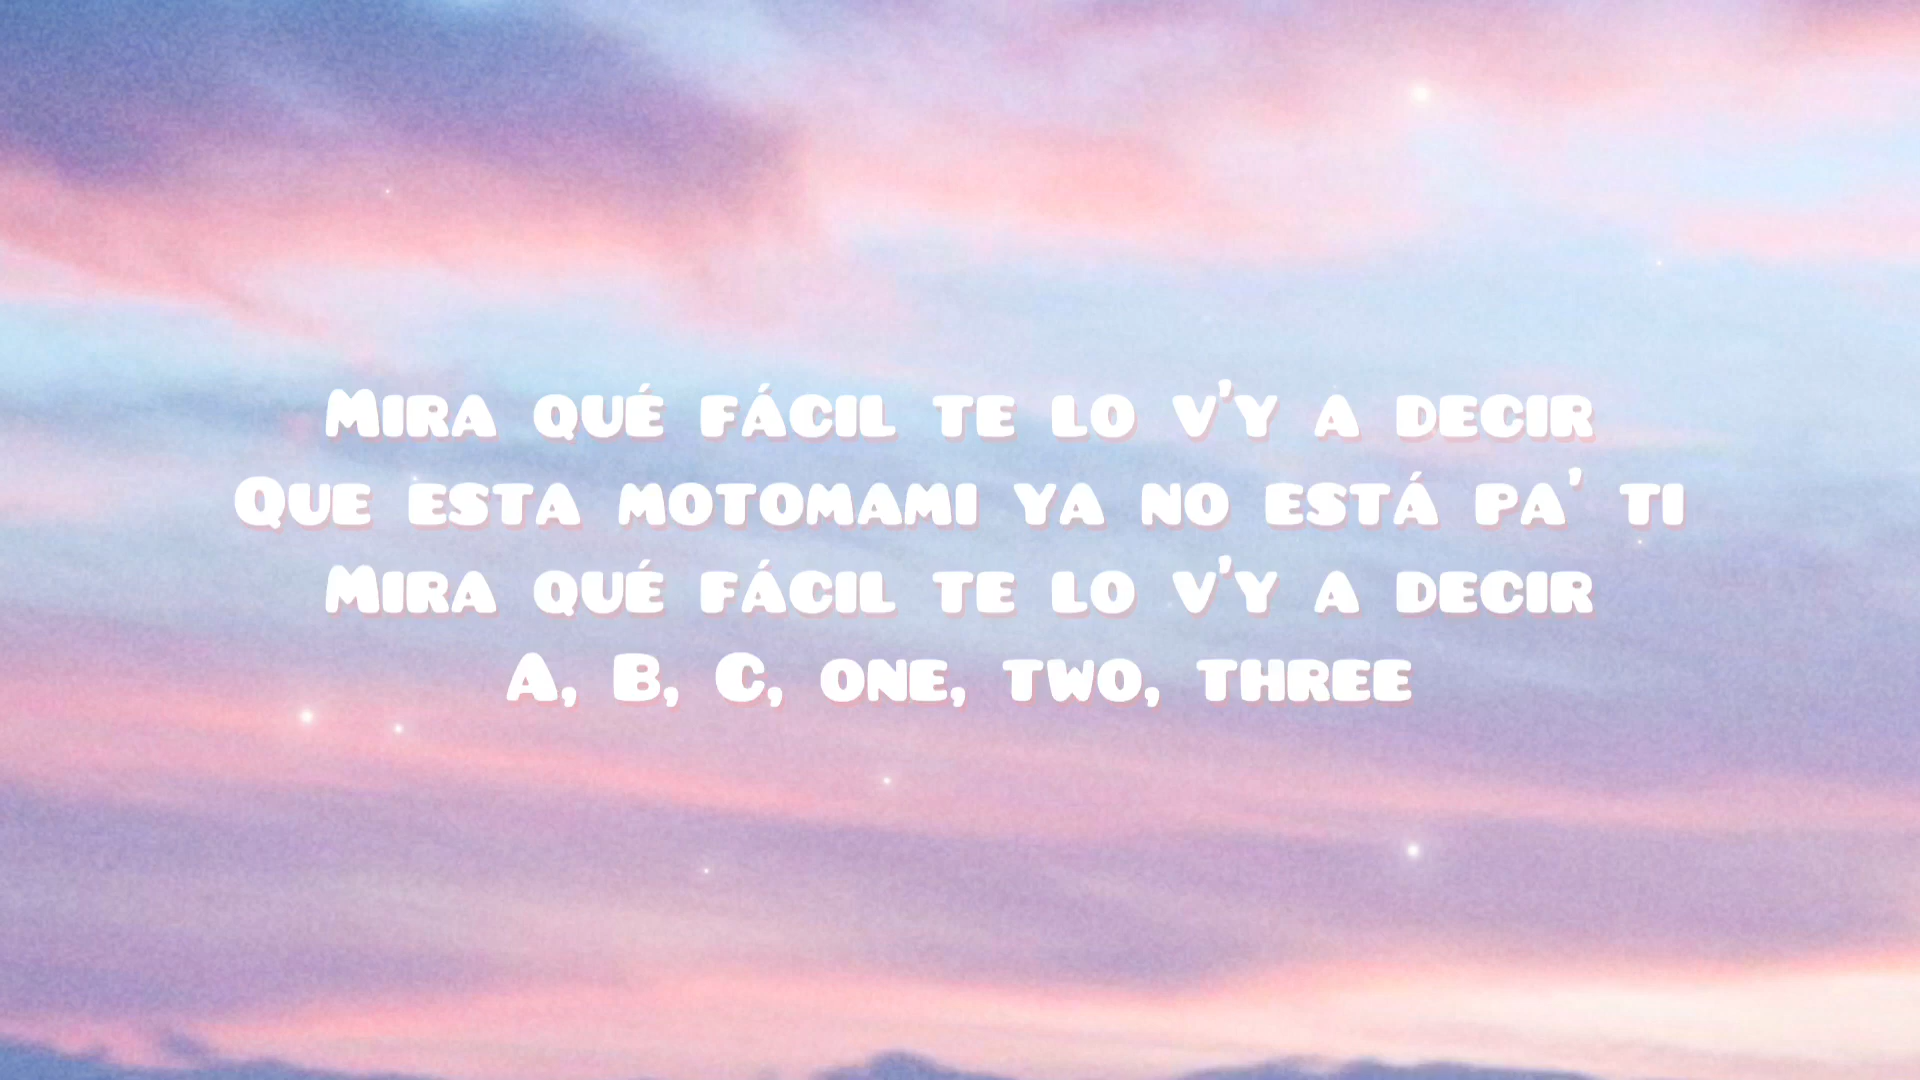 Mira qué fácil te lo v'y a decir
Que esta motomami ya no está pa' ti
Mira qué fácil te lo v'y a decir
A, B, C, one, two, three